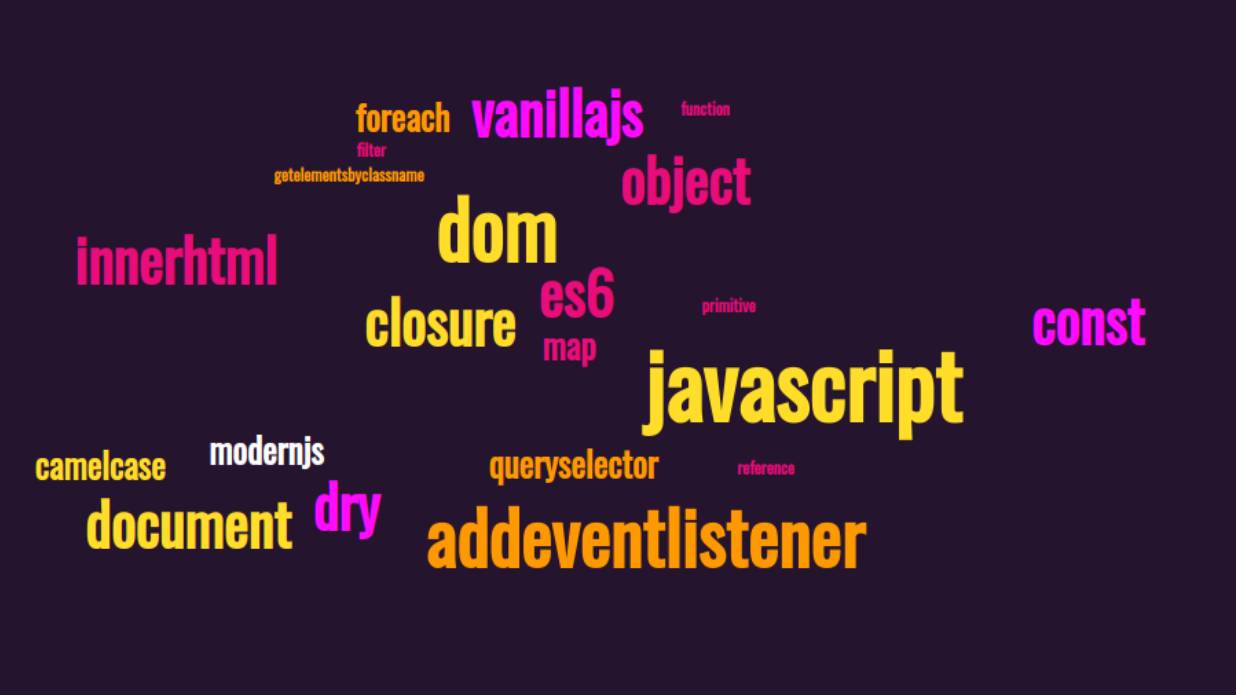 foreach vanillajs function
filter
getelementsbyclassname object
dom
innerhtml
es6
closure primitive const
map
javascript
camelcase modernjs queryselector reference
document dry addeventlistener